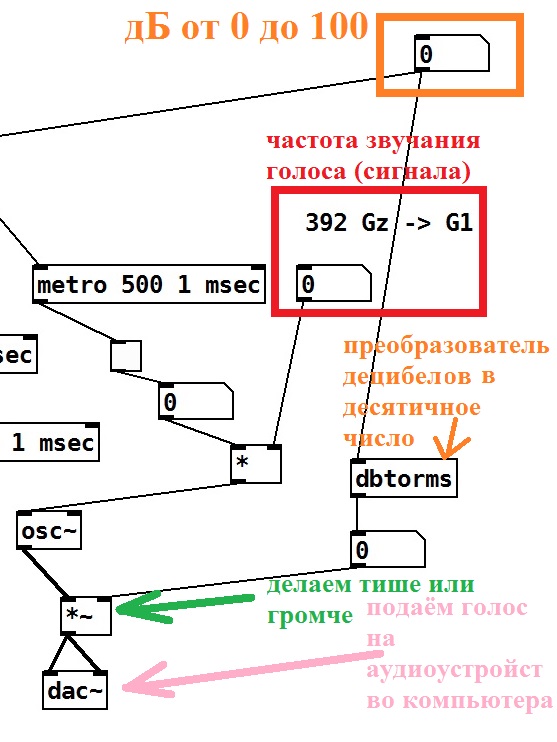 дБ от 0 до 100
0
частота звучания
голоса (сигнала)
392 Gz -> G1
metro 500 1 msec
0
sec
преобразователь
децибелов в
десятичное
число
0
1 msec
*
dbtorms
osc~
0
делаем тише или
громче
*~
подаём голос
на
аудиоустройст
во компьютера
dac~